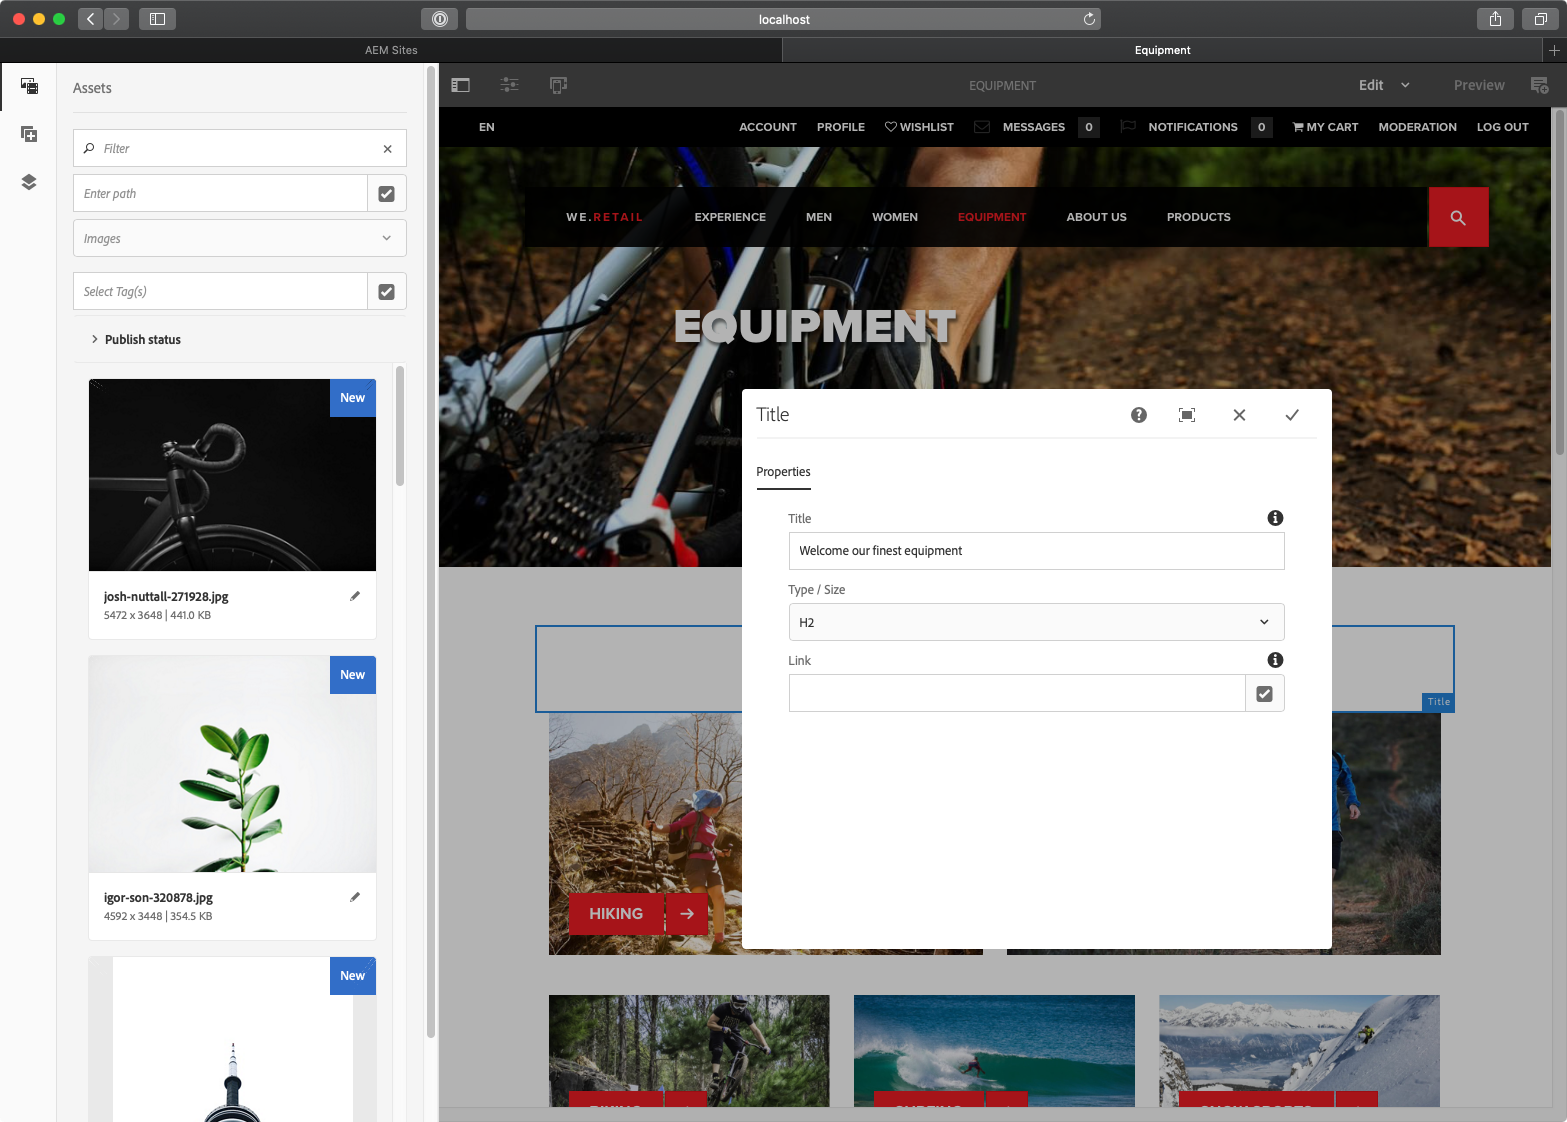 localhost
AEM Sites
Equipment
Assets
EQUIPMENT
Edit
Preview
EN
ACCOUNT
PROFILE
WISHLIST
MESSAGES
0
NOTIFICATIONS
0
MY CART
MODERATION
LOG OUT
Filter
Enter path
Images
Select Tag(s)
Publish status
WE.RETAIL
EXPERIENCE
MEN
WOMEN
EQUIPMENT
ABOUT US
PRODUCTS
EQUIPMENT
New
josh-nuttall-271928.jpg
5472 x 3648 | 441.0 KB
New
igor-son-320878.jpg
4592 x 3448 | 354.5 KB
New
Title
Properties
Title
Welcome our finest equipment
Type / Size
H2
Link
Title
HIKING